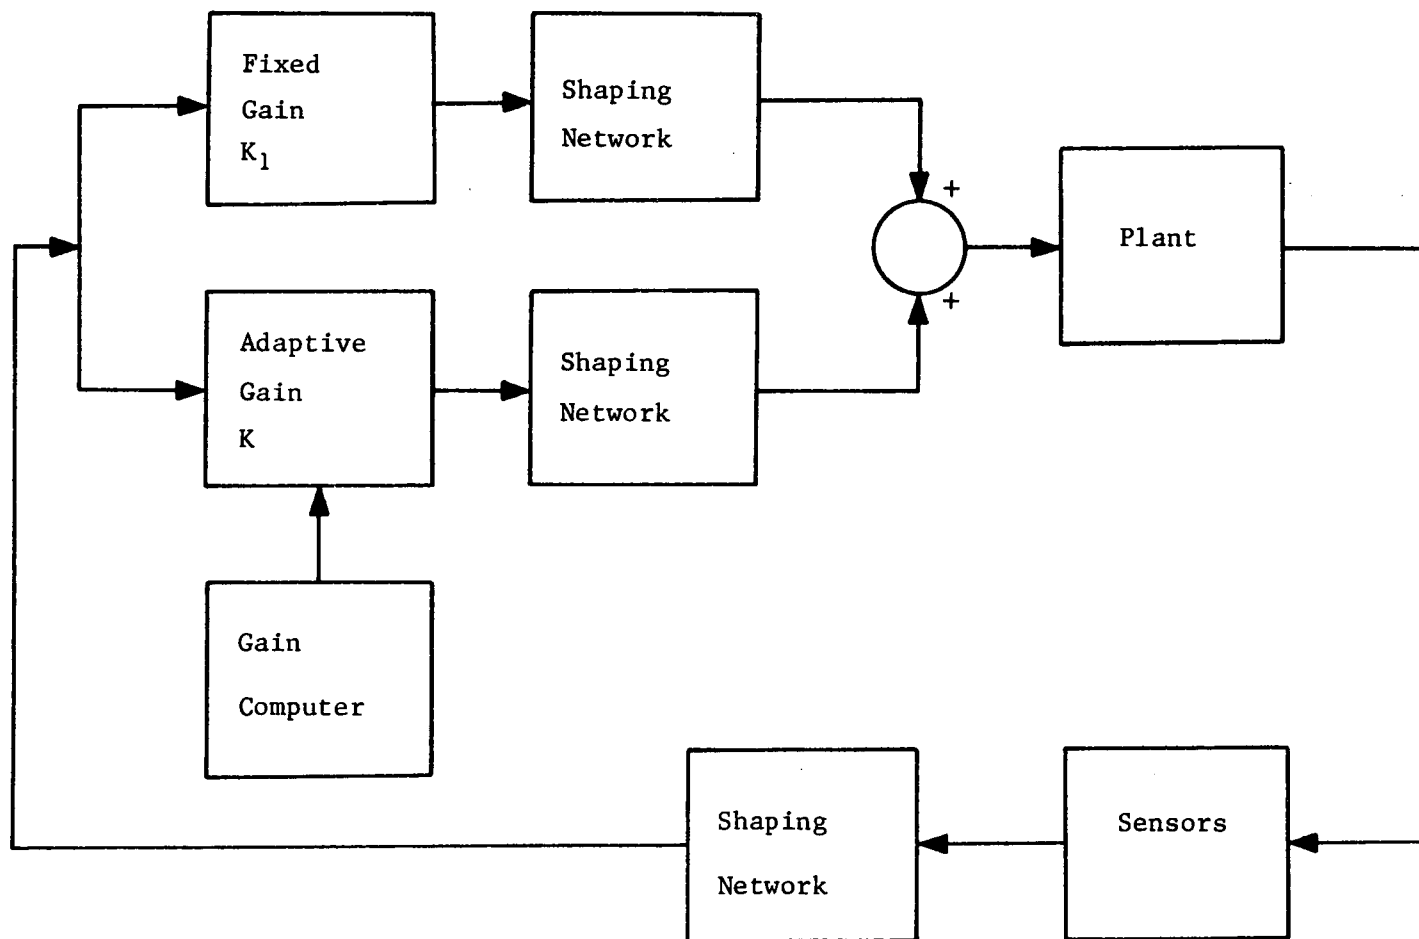 Fixed
Gain
K₁
Shaping
Network
+
Plant
+
Adaptive
Gain
K
Shaping
Network
Gain
Computer
Shaping
Network
Sensors